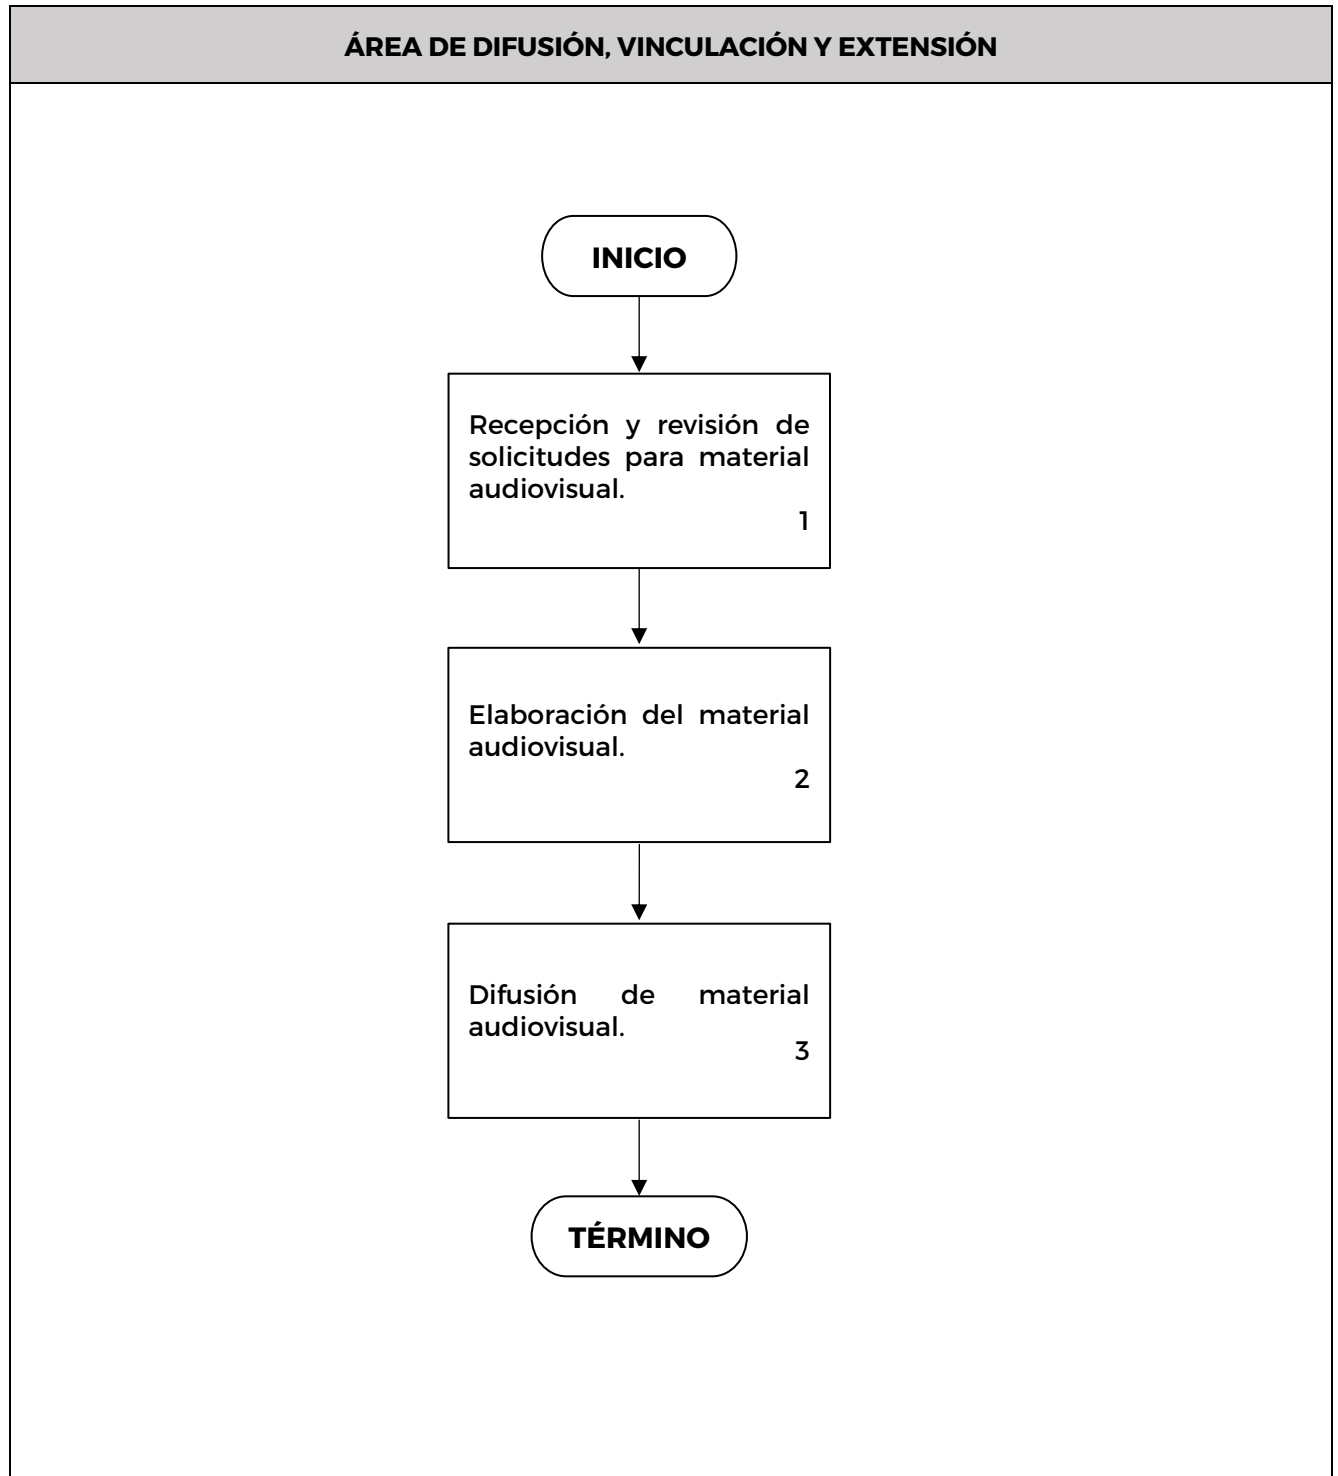 ÁREA DE DIFUSIÓN, VINCULACIÓN Y EXTENSIÓN
INICIO
Recepción y revisión de
solicitudes para material
audiovisual.
1
Elaboración del material
audiovisual.
2
Difusión de material
audiovisual.
3
TÉRMINO